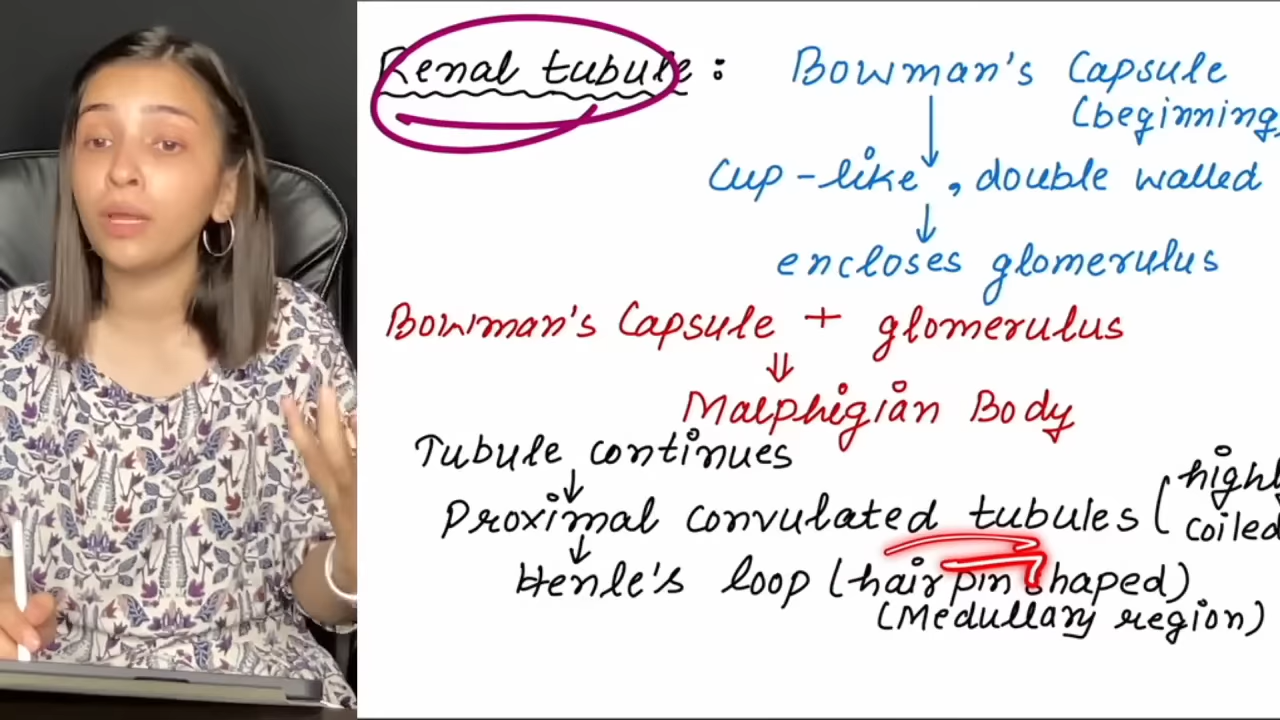 Renal tubule : Bowman's Capsule
(beginning
Cup-like, double walled
encloses glomerulus
Bowman's Capsule + glomerulus
Malphigian Body
Tubule continues
Proximal convulated tubules (highl
coiled
Henle's loop (hairpin shaped)
(Medullary region)